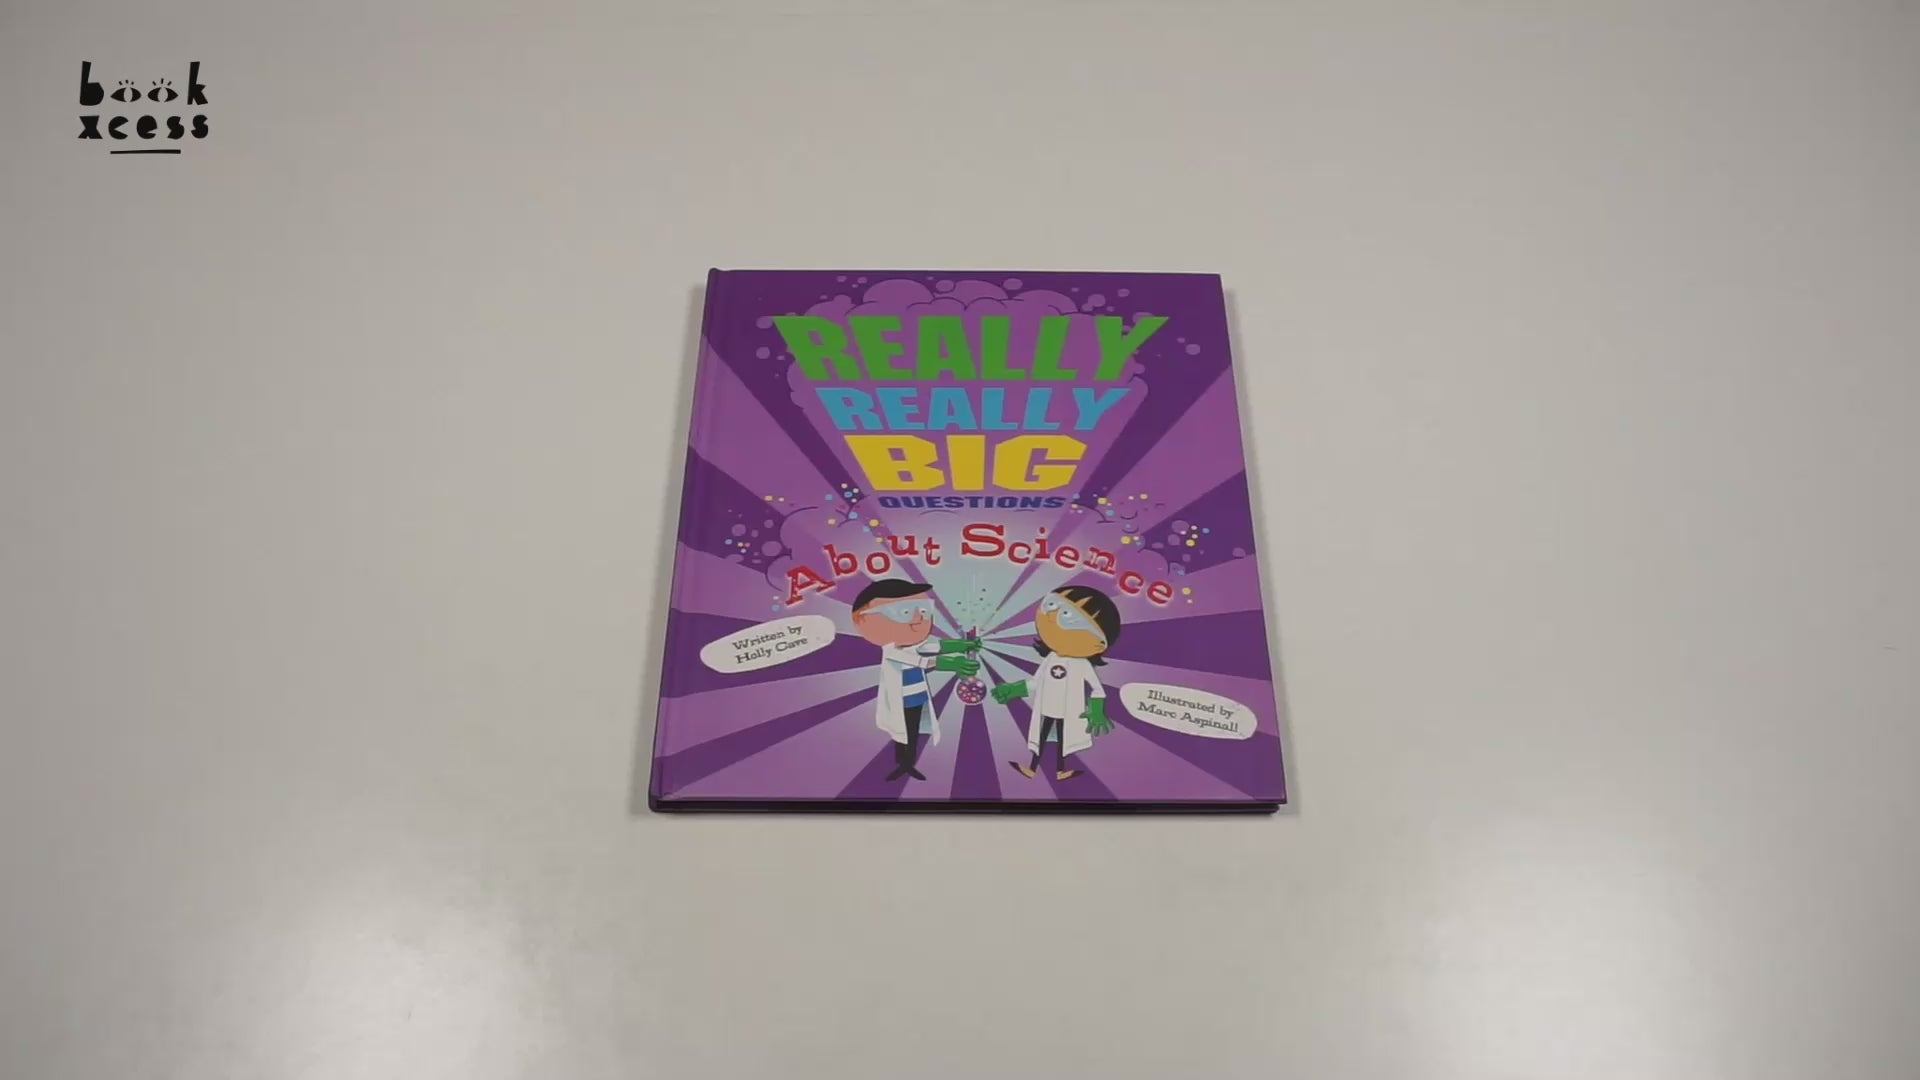 book
xcess
REALLY
REALLY
BIG
QUESTIONS
About Science
Written by
Holly Cave
Illustrated by
Marc Aspinall